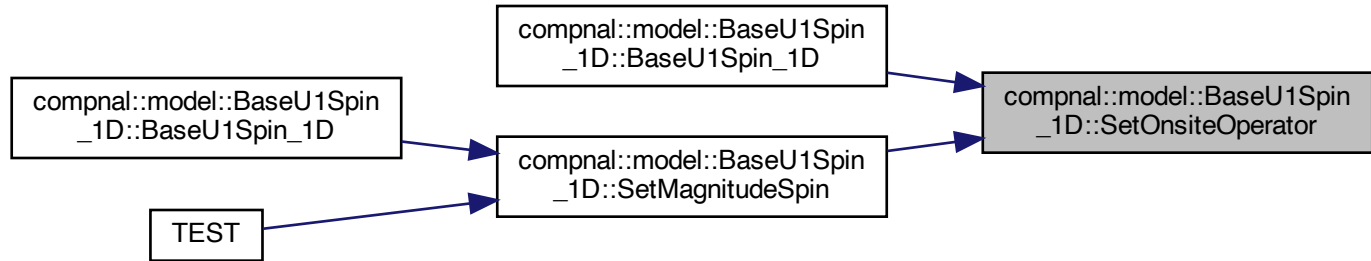 compnal::model::BaseU1Spin
_1D::BaseU1Spin_1D
compnal::model::BaseU1Spin
_1D::SetOnsiteOperator
compnal::model::BaseU1Spin
_1D::BaseU1Spin_1D
compnal::model::BaseU1Spin
_1D::SetMagnitudeSpin
TEST